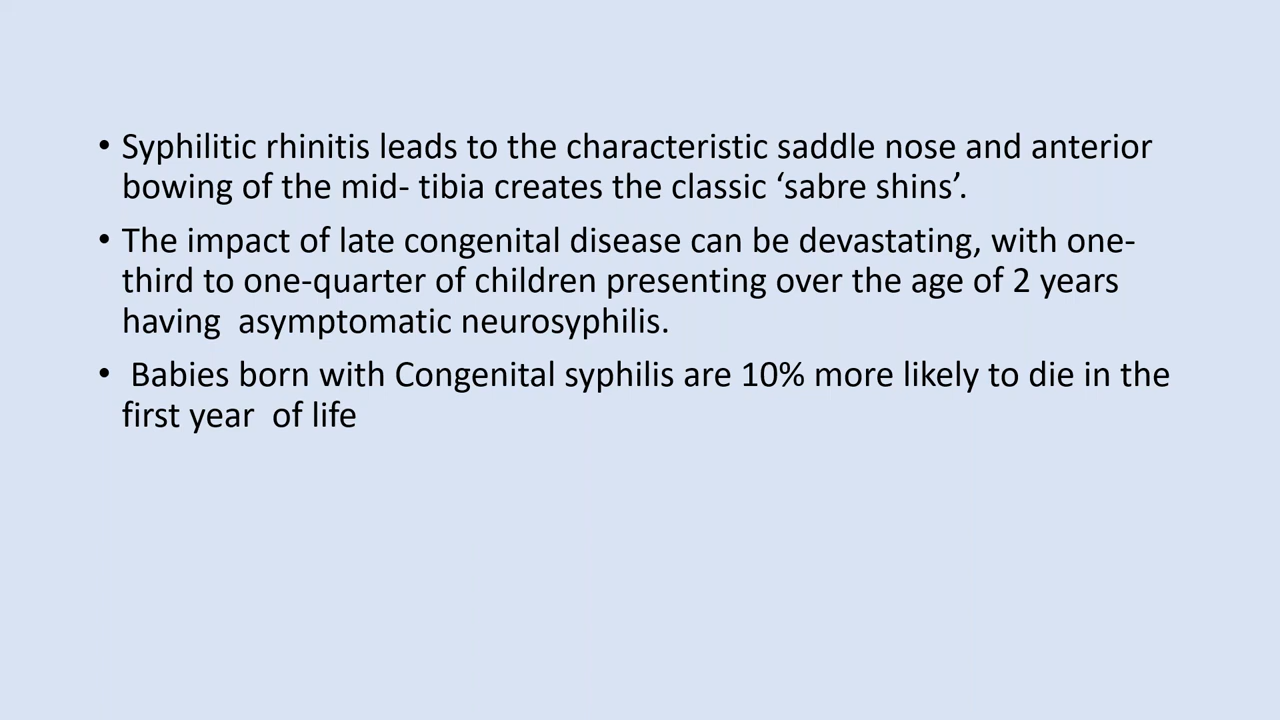 • Syphilitic rhinitis leads to the characteristic saddle nose and anterior
bowing of the mid- tibia creates the classic ‘sabre shins’.
• The impact of late congenital disease can be devastating, with one-
third to one-quarter of children presenting over the age of 2 years
having  asymptomatic neurosyphilis.
•  Babies born with Congenital syphilis are 10% more likely to die in the
first year  of life